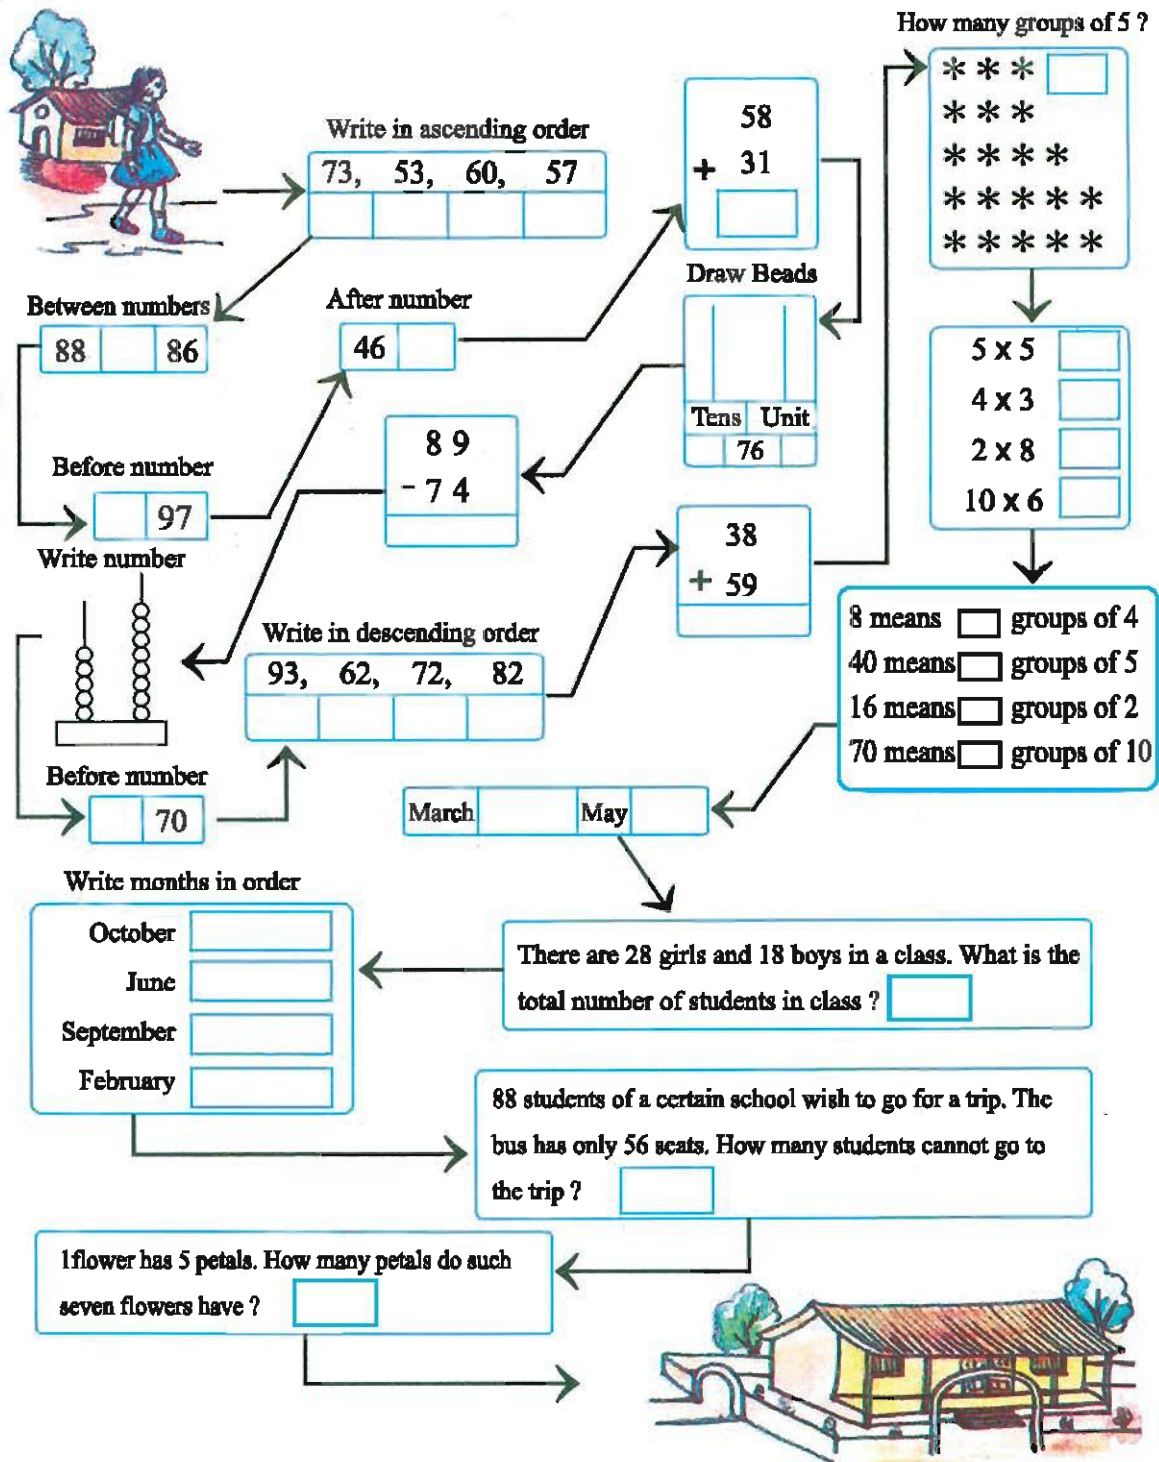 How many groups of 5 ?
* * *
* * *
* * * *
* * * * *
* * * * *
Write in ascending order
73, 53, 60, 57
58
+ 31
Draw Beads
Tens Unit
76
Between numbers
88 86
After number
46
Before number
97
8 9
- 7 4
5 x 5
4 x 3
2 x 8
10 x 6
Write number
38
+ 59
Write in descending order
93, 62, 72, 82
8 means groups of 4
40 means groups of 5
16 means groups of 2
70 means groups of 10
Before number
70
March May
Write months in order
October
June
September
February
There are 28 girls and 18 boys in a class. What is the
total number of students in class ?
88 students of a certain school wish to go for a trip. The
bus has only 56 seats. How many students cannot go to
the trip ?
1flower has 5 petals. How many petals do such
seven flowers have ?